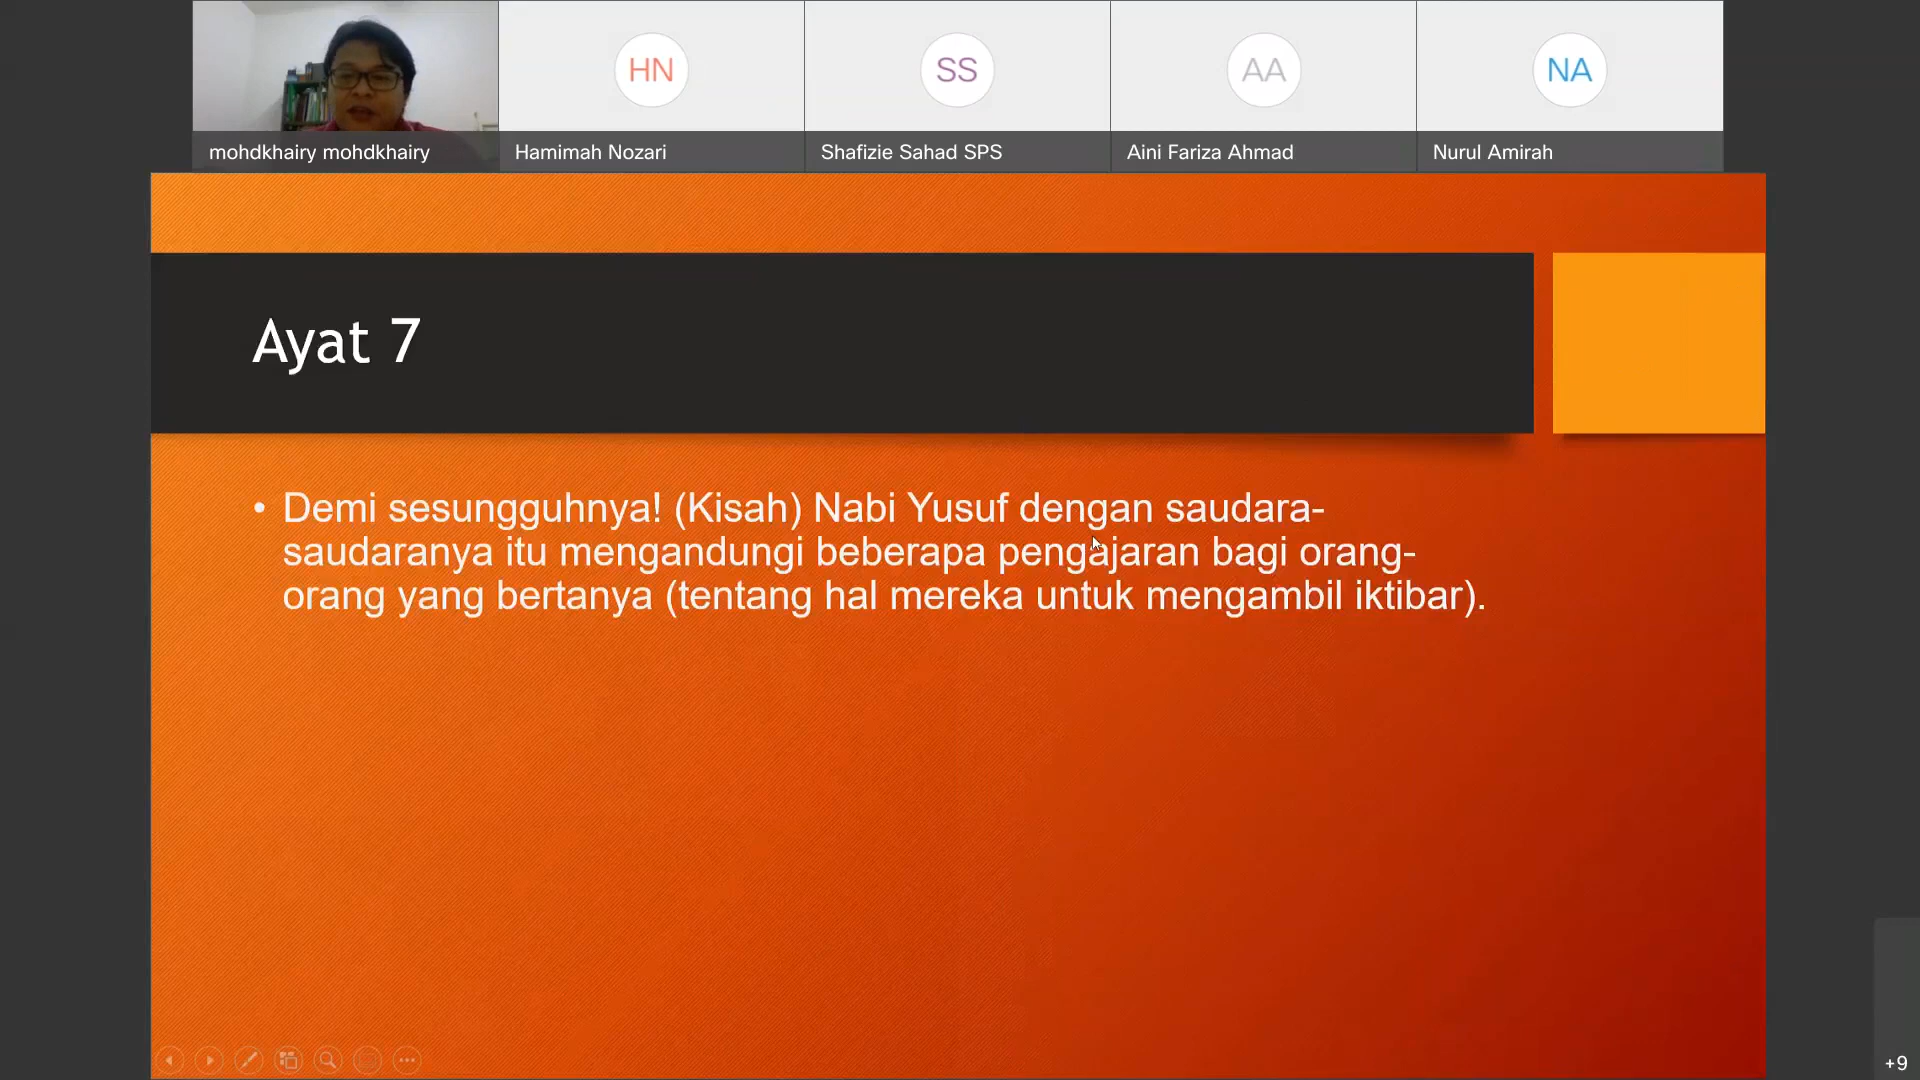 HN
SS
AA
NA
mohdkhairy mohdkhairy
Hamimah Nozari
Shafizie Sahad SPS
Aini Fariza Ahmad
Nurul Amirah
Ayat 7
• Demi sesungguhnya! (Kisah) Nabi Yusuf dengan saudara-
saudaranya itu mengandungi beberapa pengajaran bagi orang-
orang yang bertanya (tentang hal mereka untuk mengambil iktibar).
+9